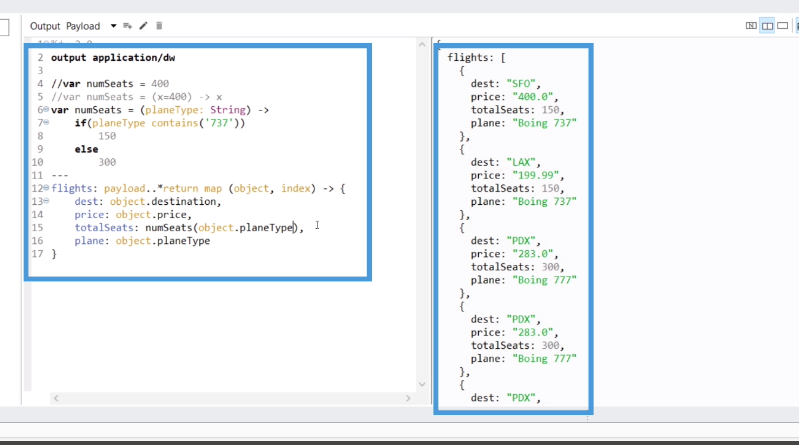 Output Payload
2 output application/dw
3
4 //var numSeats = 400
5 //var numSeats = (x=400) -> x
6 var numSeats = (planeType: String) ->
7 if(planeType contains('737'))
8 150
9 else
10 300
11 ---
12 flights: payload..*return map (object, index) -> {
13 dest: object.destination,
14 price: object.price,
15 totalSeats: numSeats(object.planeType),
16 plane: object.planeType
17 }
{
flights: [
{
dest: "SFO",
price: "400.0",
totalSeats: 150,
plane: "Boing 737"
},
{
dest: "LAX",
price: "199.99",
totalSeats: 150,
plane: "Boing 737"
},
{
dest: "PDX",
price: "283.0",
totalSeats: 300,
plane: "Boing 777"
},
{
dest: "PDX",
price: "283.0",
totalSeats: 300,
plane: "Boing 777"
},
{
dest: "PDX",